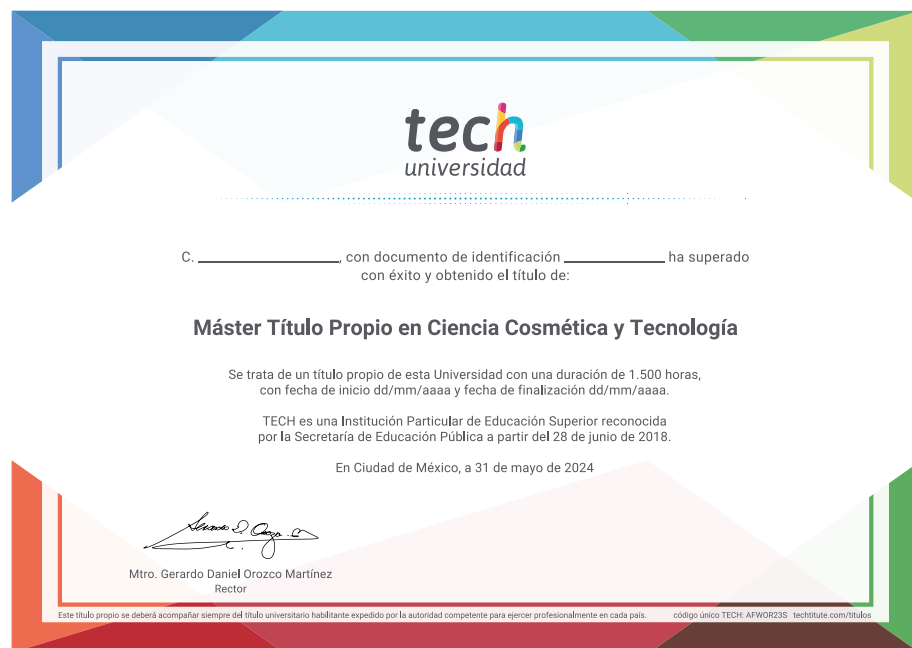 tech
universidad
C. ____________________, con documento de identificación ______________ ha superado
con éxito y obtenido el título de:
Máster Título Propio en Ciencia Cosmética y Tecnología
Se trata de un título propio de esta Universidad con una duración de 1.500 horas,
con fecha de inicio dd/mm/aaaa y fecha de finalización dd/mm/aaaa.
TECH es una Institución Particular de Educación Superior reconocida
por la Secretaría de Educación Pública a partir del 28 de junio de 2018.
En Ciudad de México, a 31 de mayo de 2024
Mtro. Gerardo Daniel Orozco Martínez
Rector
Este título propio se deberá acompañar siempre del título universitario habilitante expedido por la autoridad competente para ejercer profesionalmente en cada país. código único TECH: AFWOR23S techtitute.com/titulos